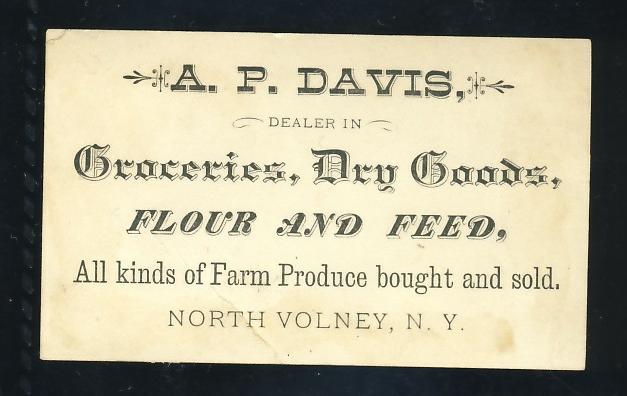 A. P. DAVIS,
DEALER IN
Groceries, Dry Goods,
FLOUR AND FEED,
All kinds of Farm Produce bought and sold.
NORTH VOLNEY, N. Y.